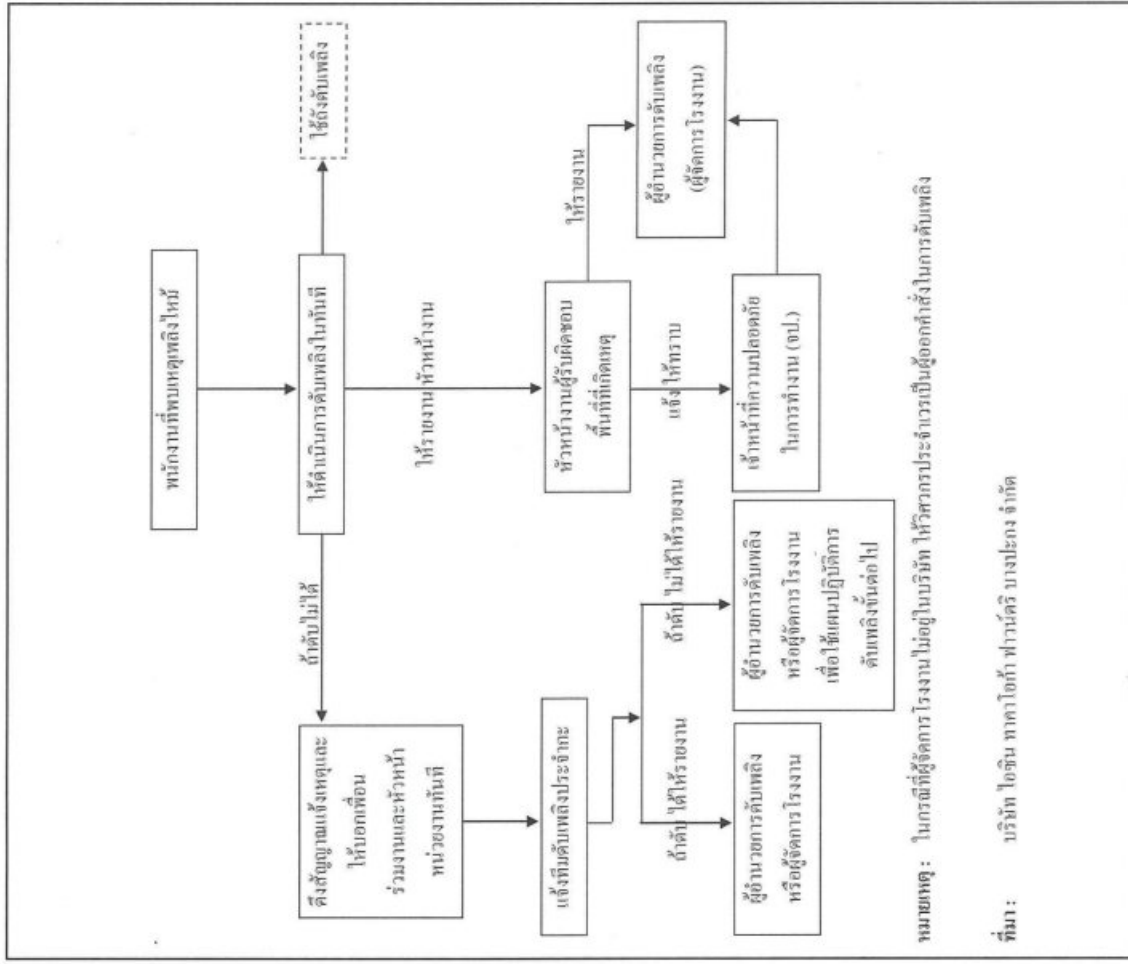 พนักงานที่พบเหตุเพลิงไหม้
ให้ดำเนินการดับเพลิงในทันที
ใช้ถังดับเพลิง
ถ้าดับไม่ได้
ให้รายงานหัวหน้างาน
ดึงสัญญาณแจ้งเหตุและ
ให้บอกเพื่อน
ร่วมงานและหัวหน้า
หน่วยงานทันที
แจ้งทีมดับเพลิงประจำกะ
หัวหน้างานผู้รับผิดชอบ
พื้นที่ที่เกิดเหตุ
ให้รายงาน
ผู้อำนวยการดับเพลิง
(ผู้จัดการโรงงาน)
ถ้าดับ ได้ให้รายงาน
ถ้าดับ ไม่ได้ให้รายงาน
แจ้งให้ทราบ
ผู้อำนวยการดับเพลิง
หรือผู้จัดการโรงงาน
ผู้อำนวยการดับเพลิง
หรือผู้จัดการโรงงาน
เพื่อใช้แผนปฏิบัติการ
ดับเพลิงขั้นต่อไป
เจ้าหน้าที่ความปลอดภัย
ในการทำงาน (จป.)
หมายเหตุ : ในกรณีที่ผู้จัดการโรงงานไม่อยู่ในบริษัท ให้วิศวกรประจำเวรเป็นผู้ออกคำสั่งในการดับเพลิง
ที่มา : บริษัท ไอซิน ทาคาโอก้า ฟาวน์ดริ บางปะกง จำกัด